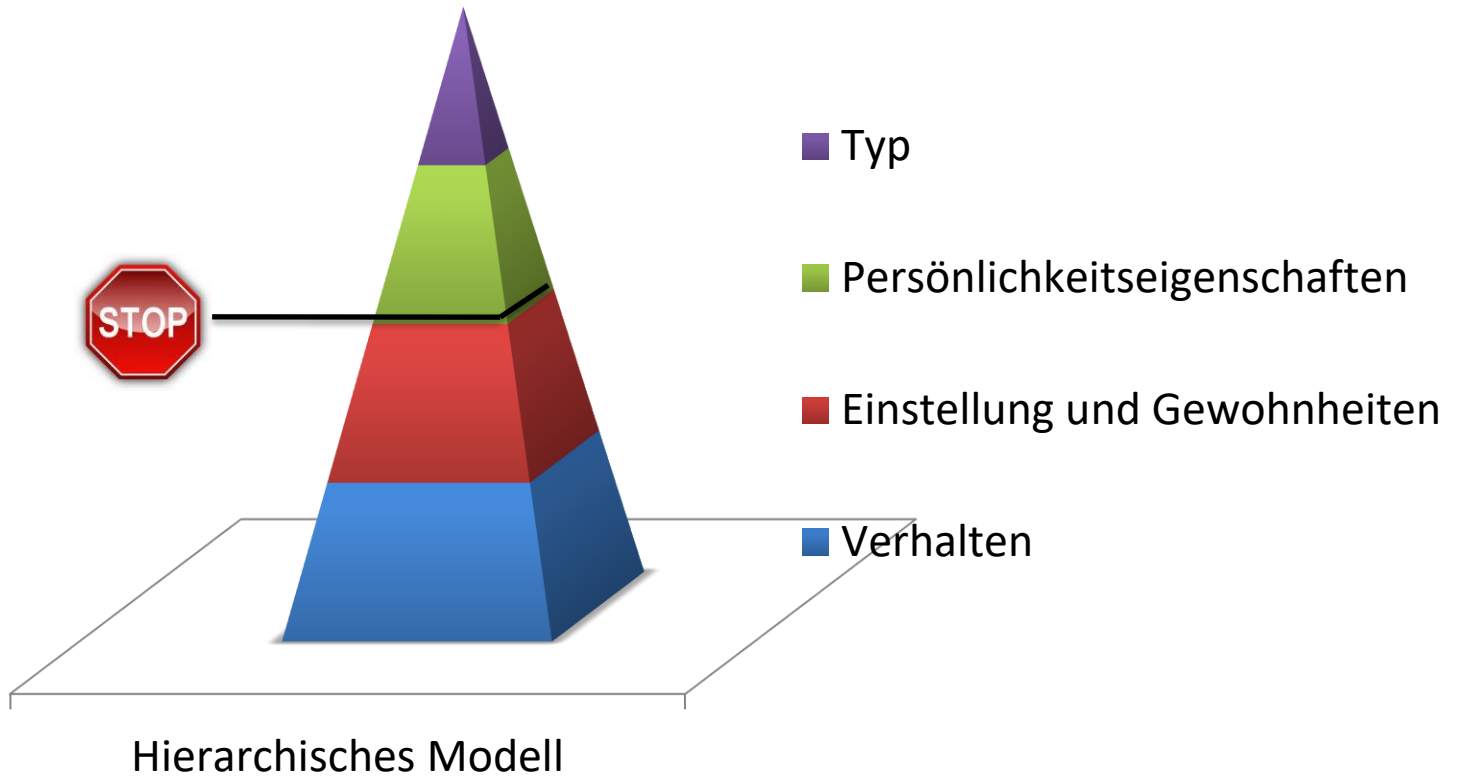 Typ
Persönlichkeitseigenschaften
STOP
Einstellung und Gewohnheiten
Verhalten
Hierarchisches Modell